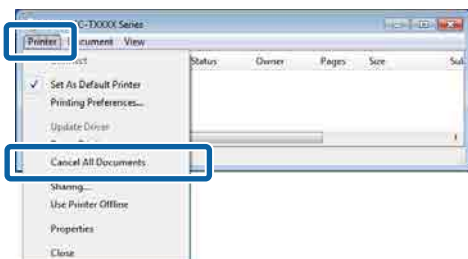 C-TXXXX Series
Printer Document View
Status Owner Pages Size Sul
Set As Default Printer
Printing Preferences...
Update Driver
Cancel All Documents
Sharing...
Use Printer Offline
Properties
Close